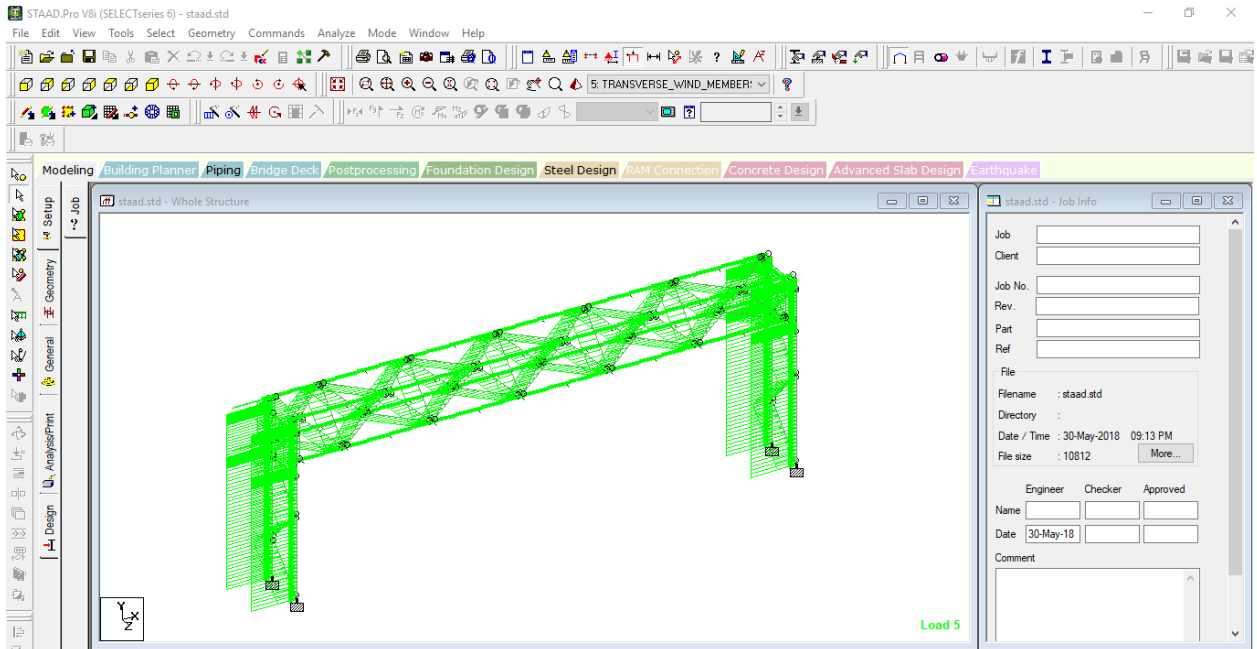 STAAD.Pro V8i (SELECTseries 6) - staad.std
File Edit View Tools Select Geometry Commands Analyze Mode Window Help
5: TRANSVERSE_WIND_MEMBER:
Modeling Building Planner Piping Bridge Deck Postprocessing Foundation Design Steel Design RAM Connection Concrete Design Advanced Slab Design Earthquake
Setup
Geometry
General
Analysis/Print
Design
Job
staad.std - Whole Structure
Y
X
Z
Load 5
staad.std - Job Info
Job
Client
Job No.
Rev.
Part
Ref
File
Filename : staad.std
Directory :
Date / Time : 30-May-2018 09:13 PM
File size : 10812 More...
Engineer Checker Approved
Name
Date 30-May-18
Comment